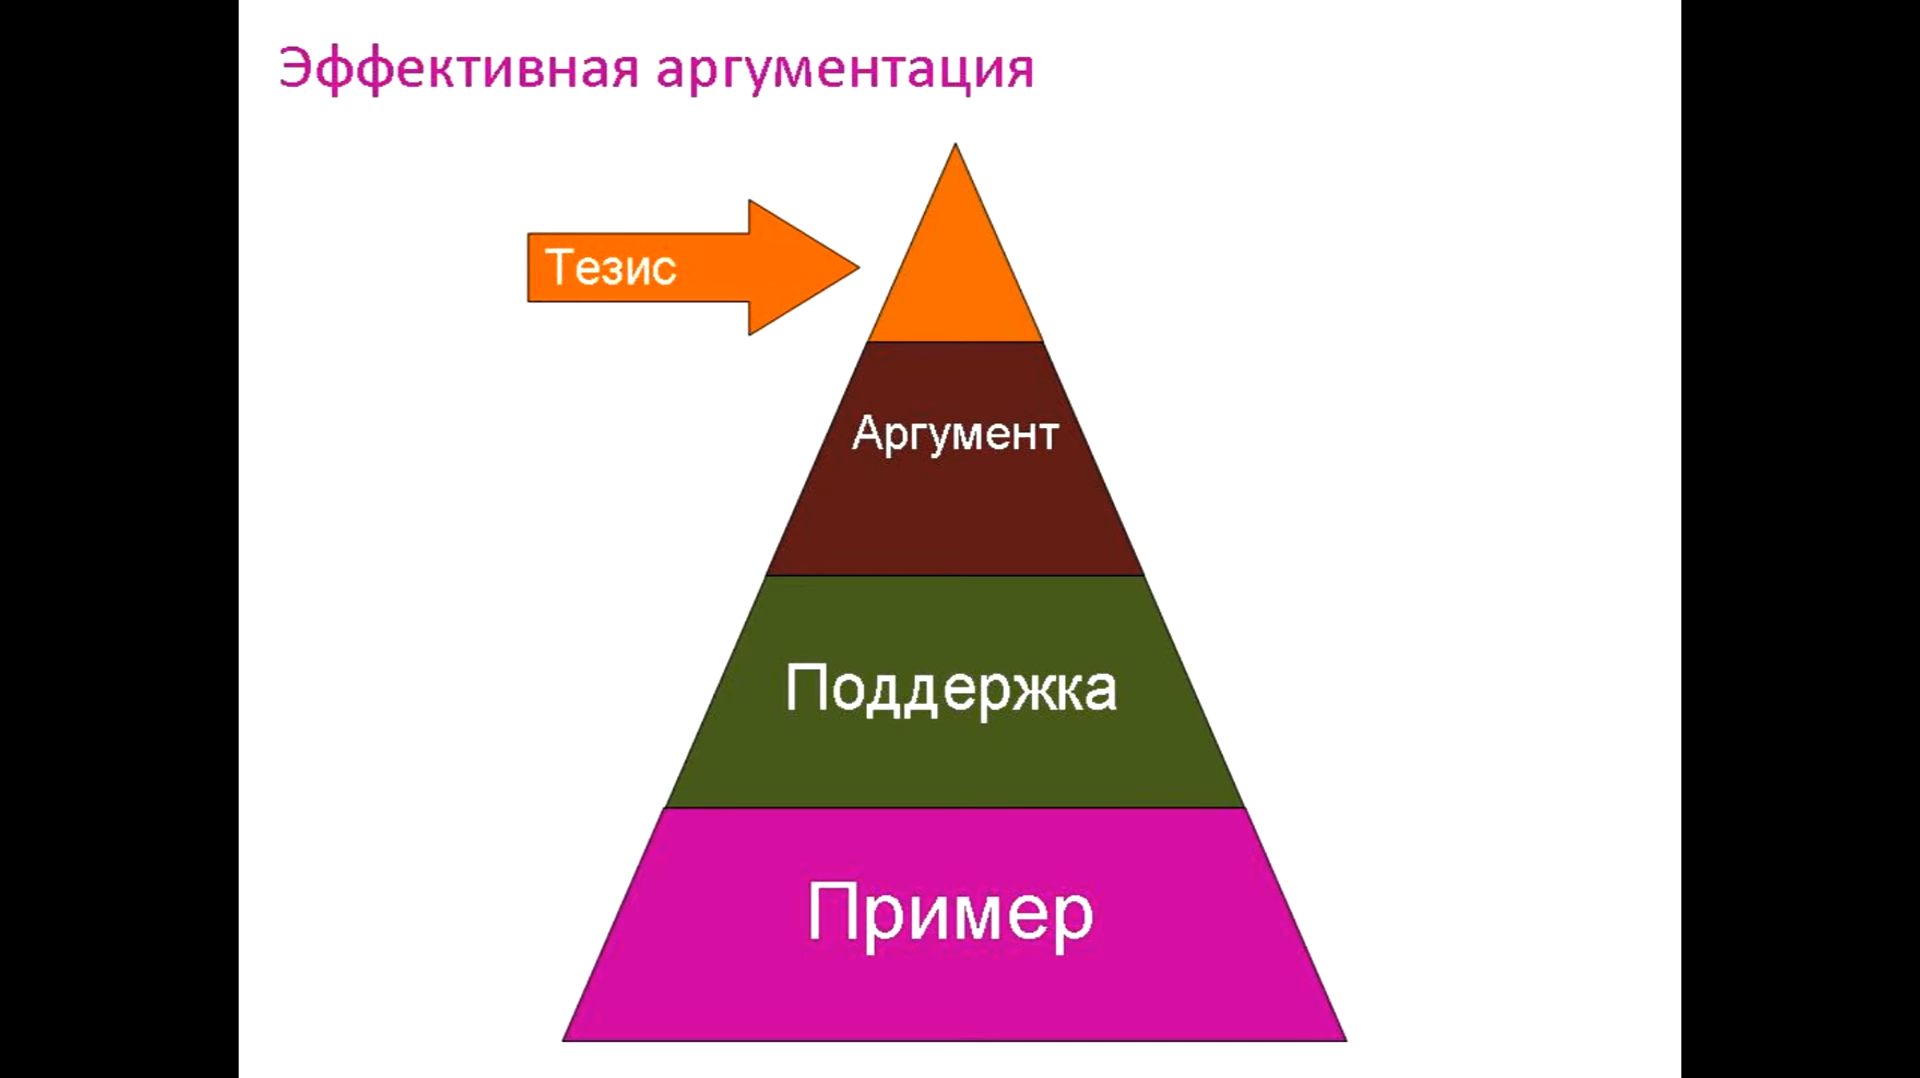 Эффективная аргументация
Тезис
Аргумент
Поддержка
Пример